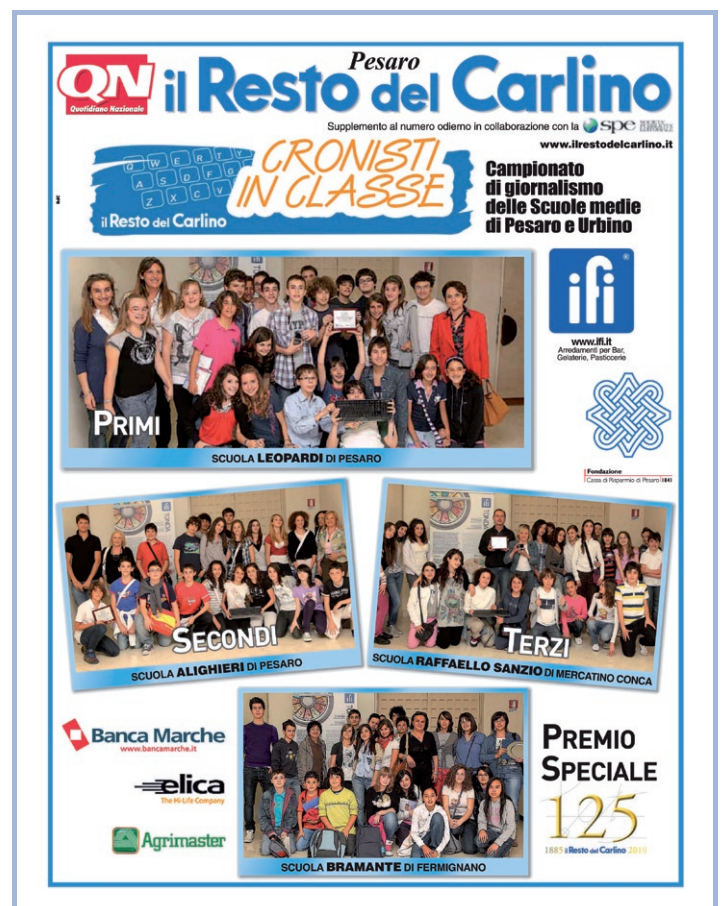 Pesaro
QN il Resto del Carlino
Quotidiano Nazionale
Supplemento al numero odierno in collaborazione con la spe
www.ilrestodelcarlino.it
Q W E R T Y
A S D F G
Z X C V
CRONISTI
IN CLASSE
il Resto del Carlino
Campionato
di giornalismo
delle Scuole medie
di Pesaro e Urbino
ifi
www.ifi.it
Arredamenti per Bar,
Gelaterie, Pasticcerie
PRIMI
SCUOLA LEOPARDI DI PESARO
Fondazione
Cassa di Risparmio di Pesaro 1841
ifi
SECONDI
SCUOLA ALIGHIERI DI PESARO
ifi
TERZI
SCUOLA RAFFAELLO SANZIO DI MERCATINO CONCA
Banca Marche
www.bancamarche.it
elica
The Hi-Life Company
Agrimaster
ifi
SCUOLA BRAMANTE DI FERMIGNANO
PREMIO
SPECIALE
125
1885 il Resto del Carlino 2010